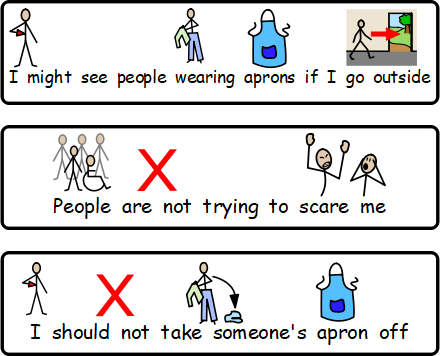 I might see people wearing aprons if I go outside
People are not trying to scare me
I should not take someone's apron off